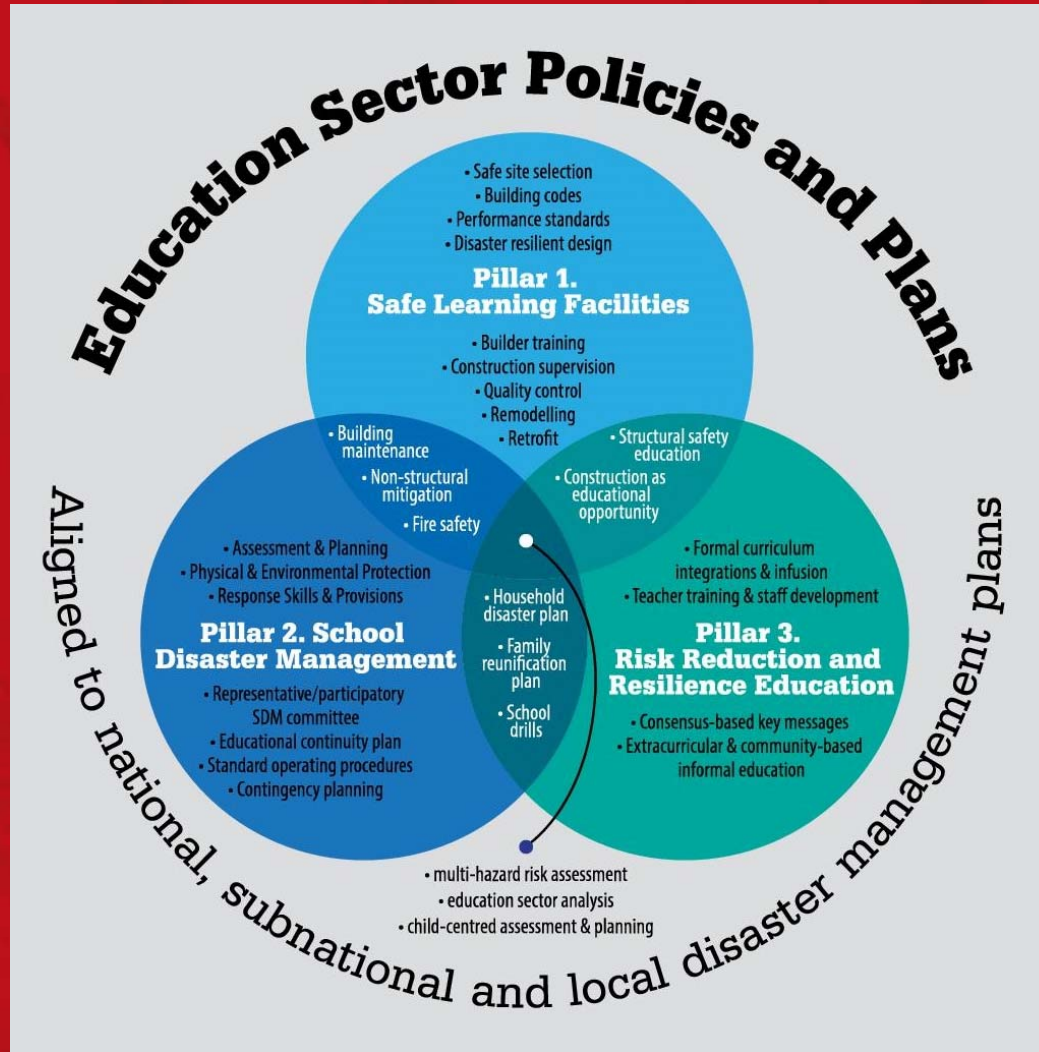 Education Sector Policies and Plans
• Safe site selection
• Building codes
• Performance standards
• Disaster resilient design
Pillar 1.
Safe Learning Facilities
• Builder training
• Construction supervision
• Quality control
• Remodelling
• Retrofit
• Building
maintenance
• Non-structural
mitigation
• Fire safety
• Structural safety
education
• Construction as
educational
opportunity
• Assessment & Planning
• Physical & Environmental Protection
• Response Skills & Provisions
Pillar 2. School
Disaster Management
• Representative/participatory
SDM committee
• Educational continuity plan
• Standard operating procedures
• Contingency planning
• Household
disaster plan
• Family
reunification
plan
• School
drills
• Formal curriculum
integrations & infusion
• Teacher training & staff development
Pillar 3.
Risk Reduction and
Resilience Education
• Consensus-based key messages
• Extracurricular & community-based
informal education
• multi-hazard risk assessment
• education sector analysis
• child-centred assessment & planning
Aligned to national, subnational and local disaster management plans